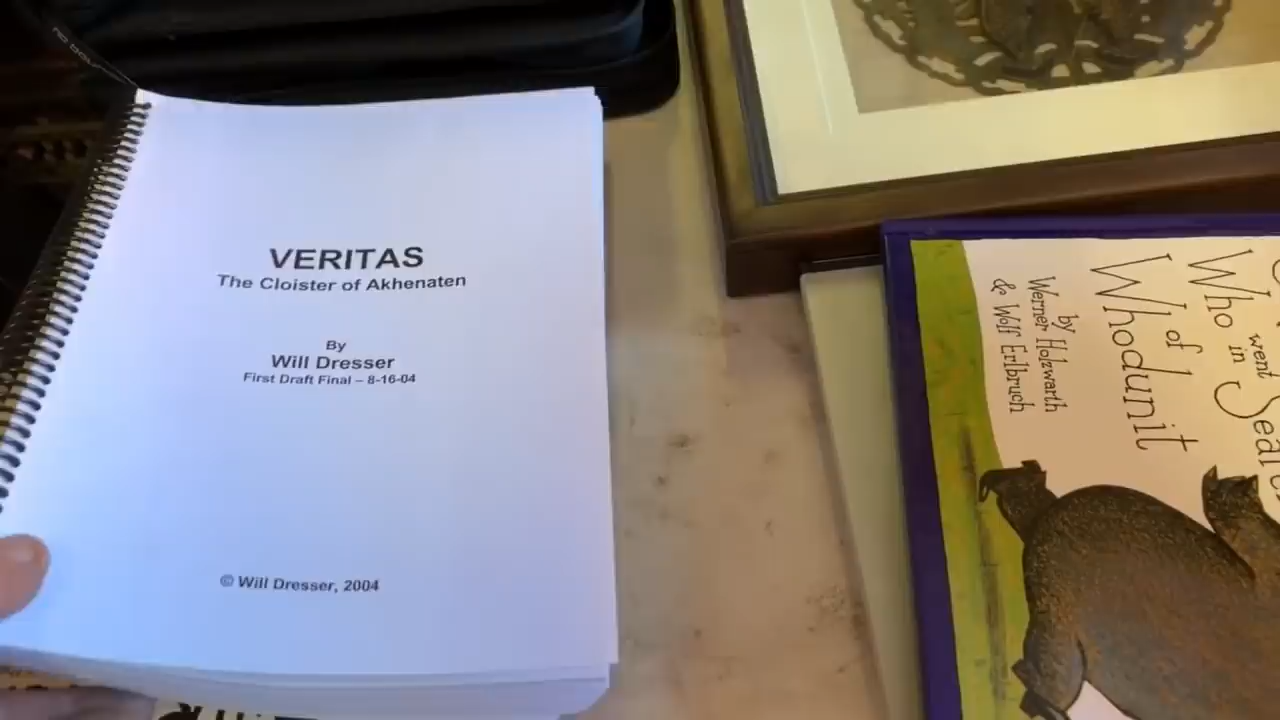 VERITAS
The Cloister of Akhenaten
By
Will Dresser
First Draft Final – 8-16-04
© Will Dresser, 2004
went
Who in
of
Whodunit
by
Werner Holzwarth
& Wolf Erlbruch